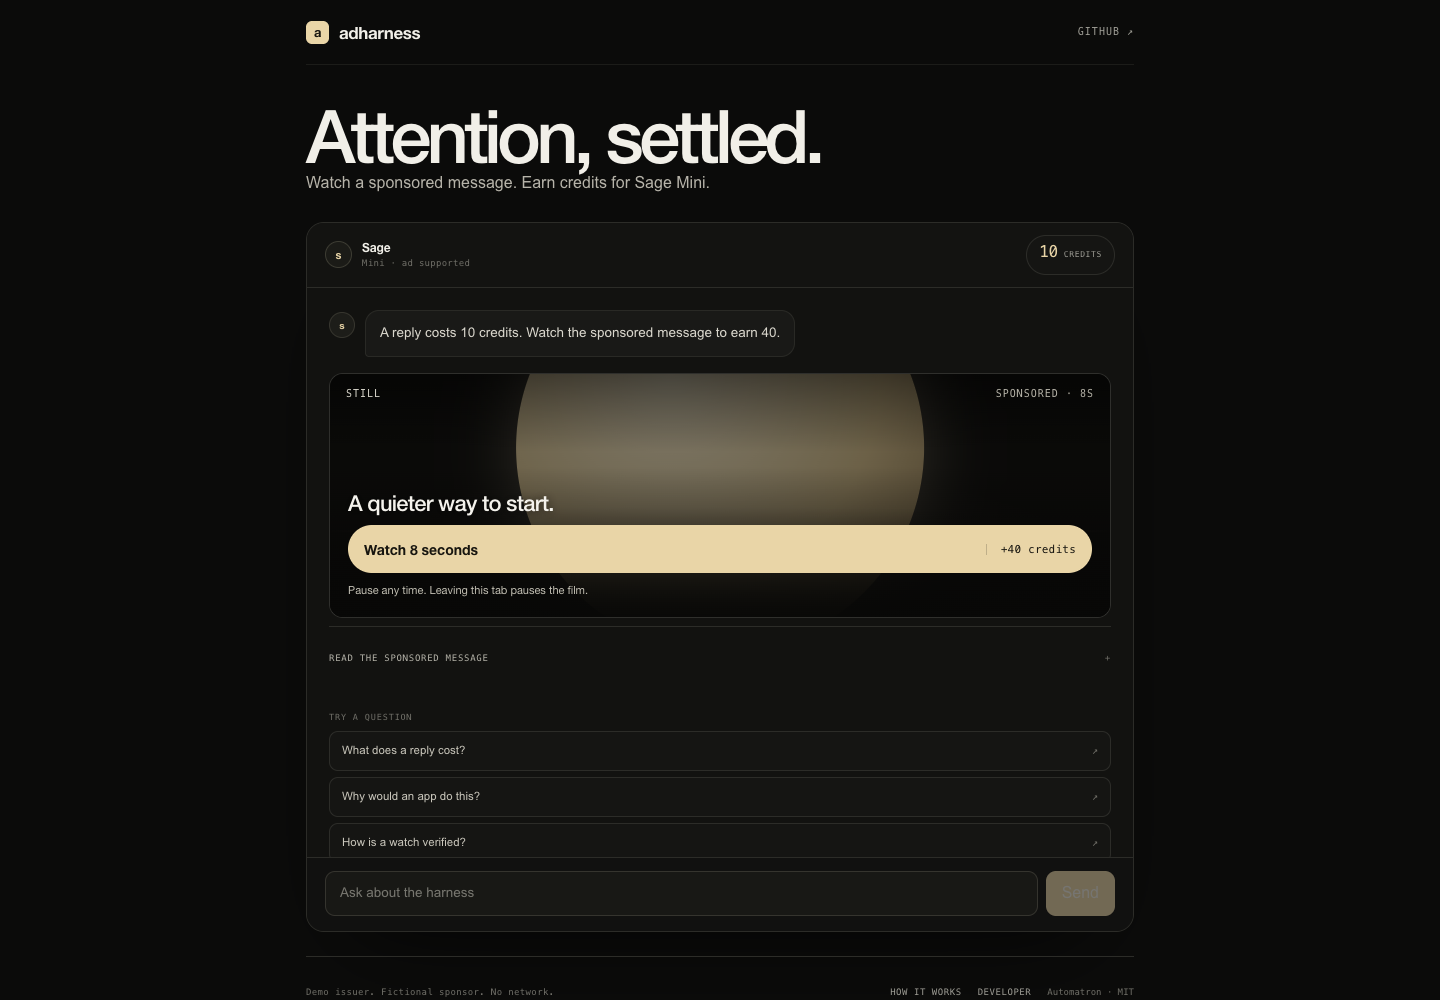 a adharness
GITHUB ↗
Attention, settled.
Watch a sponsored message. Earn credits for Sage Mini.
s Sage
Mini · ad supported
10 CREDITS
s
A reply costs 10 credits. Watch the sponsored message to earn 40.
STILL
SPONSORED · 8S
A quieter way to start.
Watch 8 seconds
+40 credits
Pause any time. Leaving this tab pauses the film.
READ THE SPONSORED MESSAGE +
TRY A QUESTION
What does a reply cost? ↗
Why would an app do this? ↗
How is a watch verified? ↗
Ask about the harness
Send
Demo issuer. Fictional sponsor. No network.
HOW IT WORKS DEVELOPER Automatron · MIT